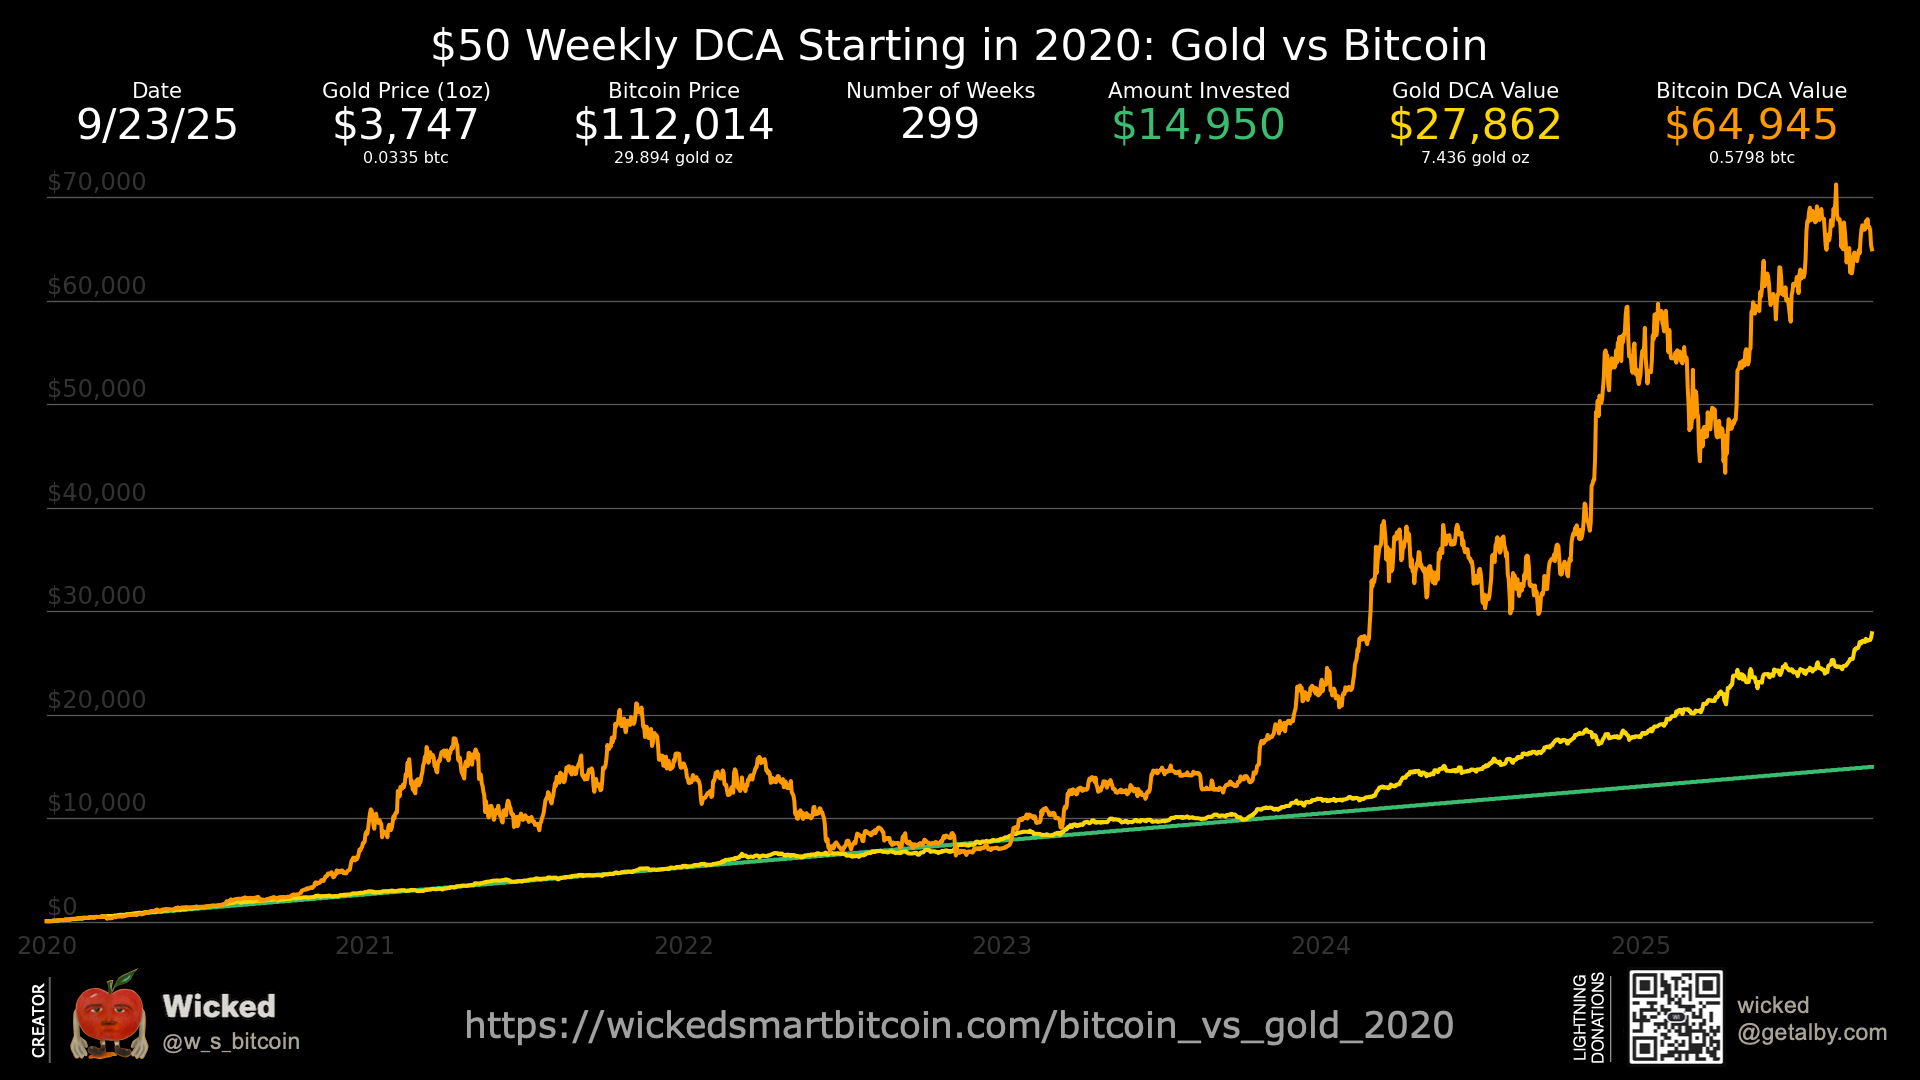 $50 Weekly DCA Starting in 2020: Gold vs Bitcoin
Date
9/23/25
Gold Price (1oz)
$3,747
0.0335 btc
Bitcoin Price
$112,014
29.894 gold oz
Number of Weeks
299
Amount Invested
$14,950
Gold DCA Value
$27,862
7.436 gold oz
Bitcoin DCA Value
$64,945
0.5798 btc
$70,000
$60,000
$50,000
$40,000
$30,000
$20,000
$10,000
$0
2020
2021
2022
2023
2024
2025
CREATOR
Wicked
@w_s_bitcoin
https://wickedsmartbitcoin.com/bitcoin_vs_gold_2020
LIGHTNING
DONATIONS
wicked
@getalby.com